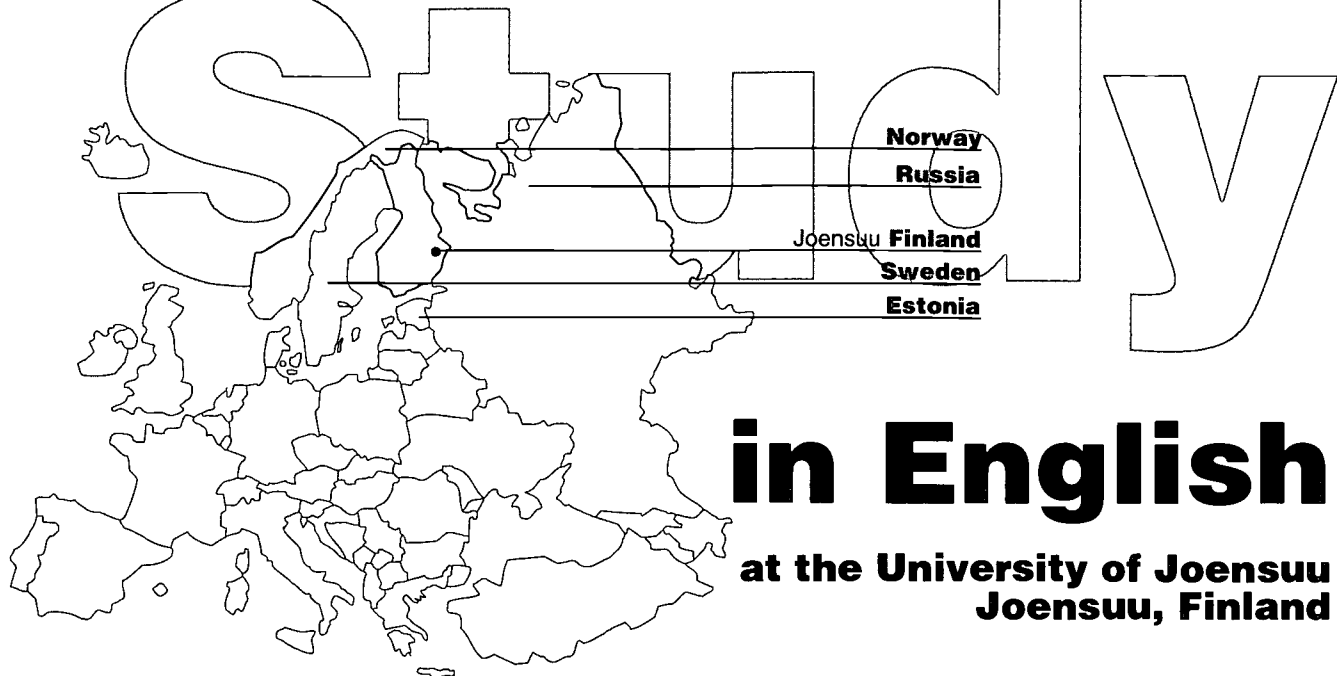 Study
Norway
Russia
Joensuu Finland
Sweden
Estonia
in English
at the University of Joensuu
Joensuu, Finland